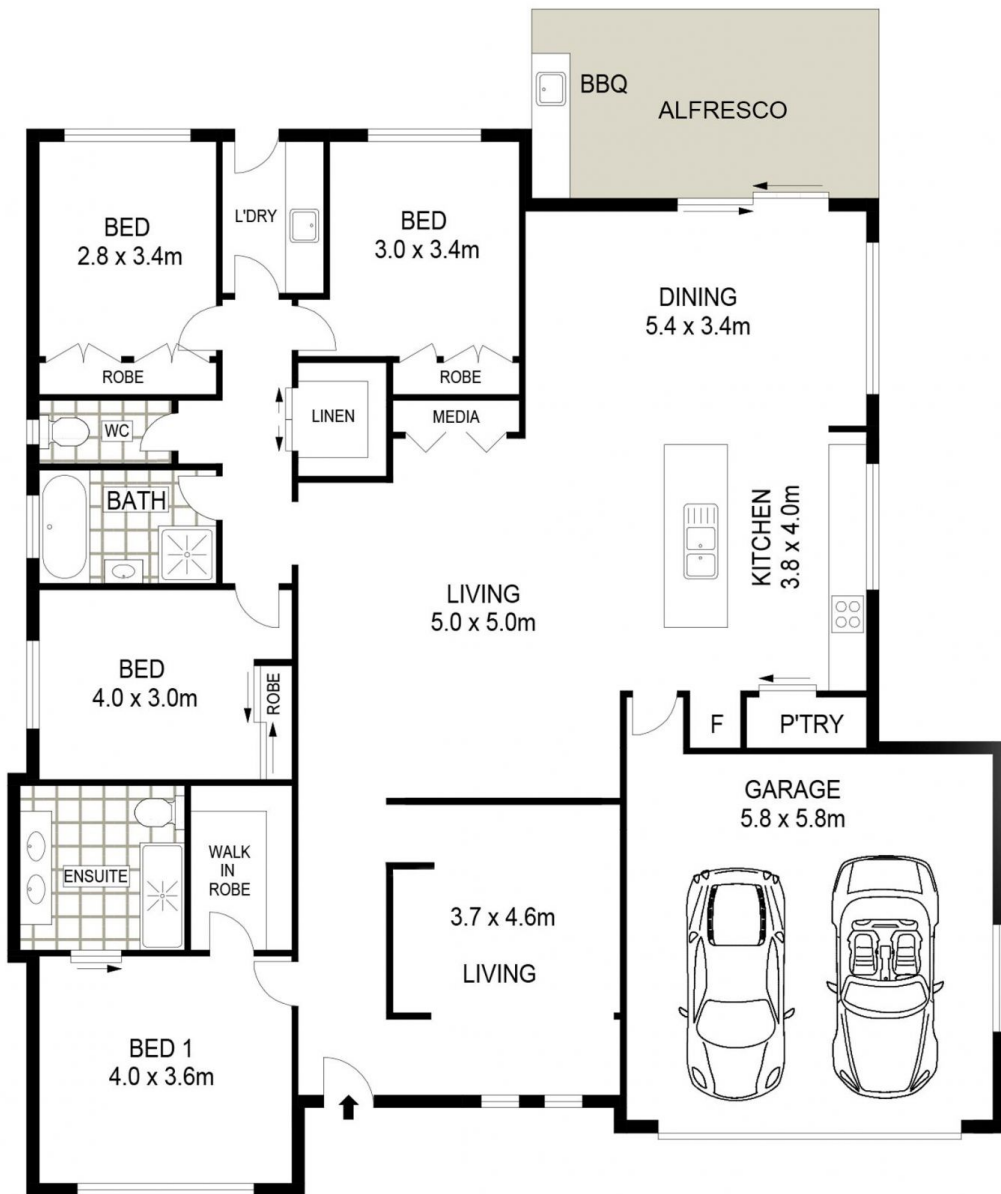 BBQ
ALFRESCO
BED
2.8 x 3.4m
L'DRY
BED
3.0 x 3.4m
DINING
5.4 x 3.4m
ROBE
ROBE
WC
LINEN
MEDIA
BATH
KITCHEN
3.8 x 4.0m
LIVING
5.0 x 5.0m
BED
4.0 x 3.0m
ROBE
F
P'TRY
GARAGE
5.8 x 5.8m
ENSUITE
WALK
IN
ROBE
3.7 x 4.6m
LIVING
BED 1
4.0 x 3.6m